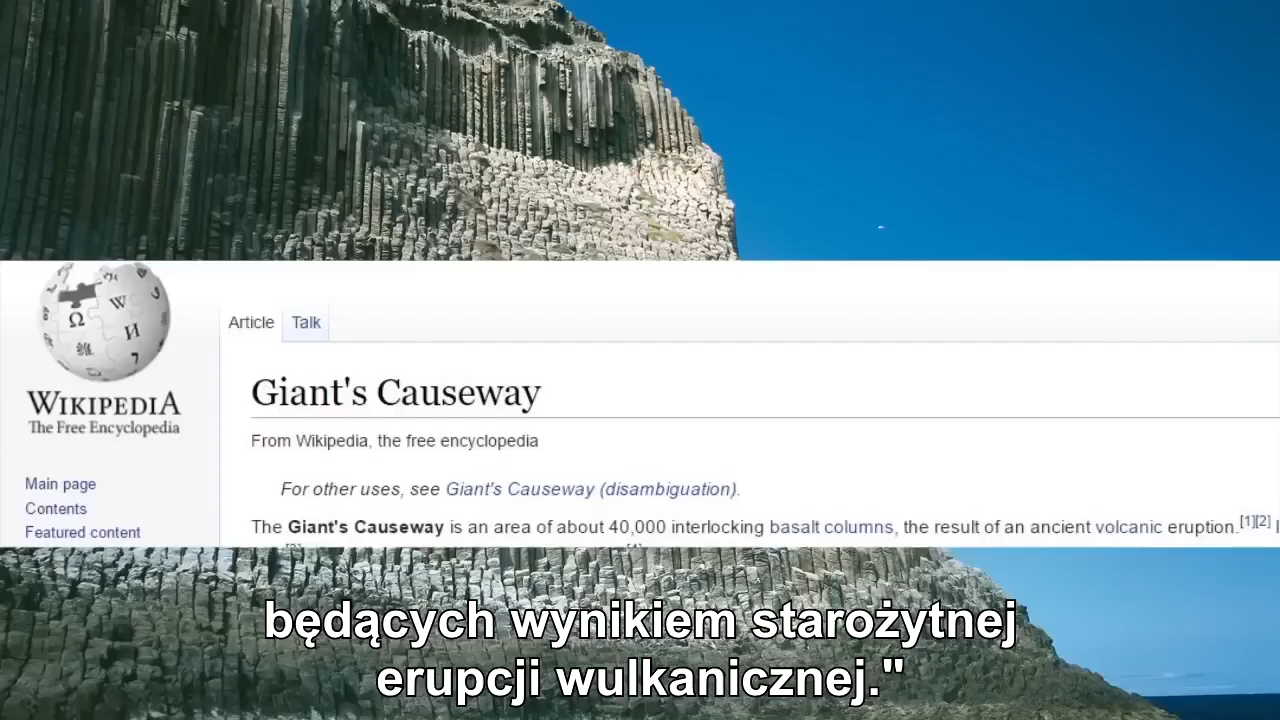 Article Talk
Giant's Causeway
WIKIPEDIA
The Free Encyclopedia
From Wikipedia, the free encyclopedia
Main page
Contents
Featured content
For other uses, see Giant's Causeway (disambiguation).
The Giant's Causeway is an area of about 40,000 interlocking basalt columns, the result of an ancient volcanic eruption.[1][2]
będących wynikiem starożytnej
erupcji wulkanicznej."